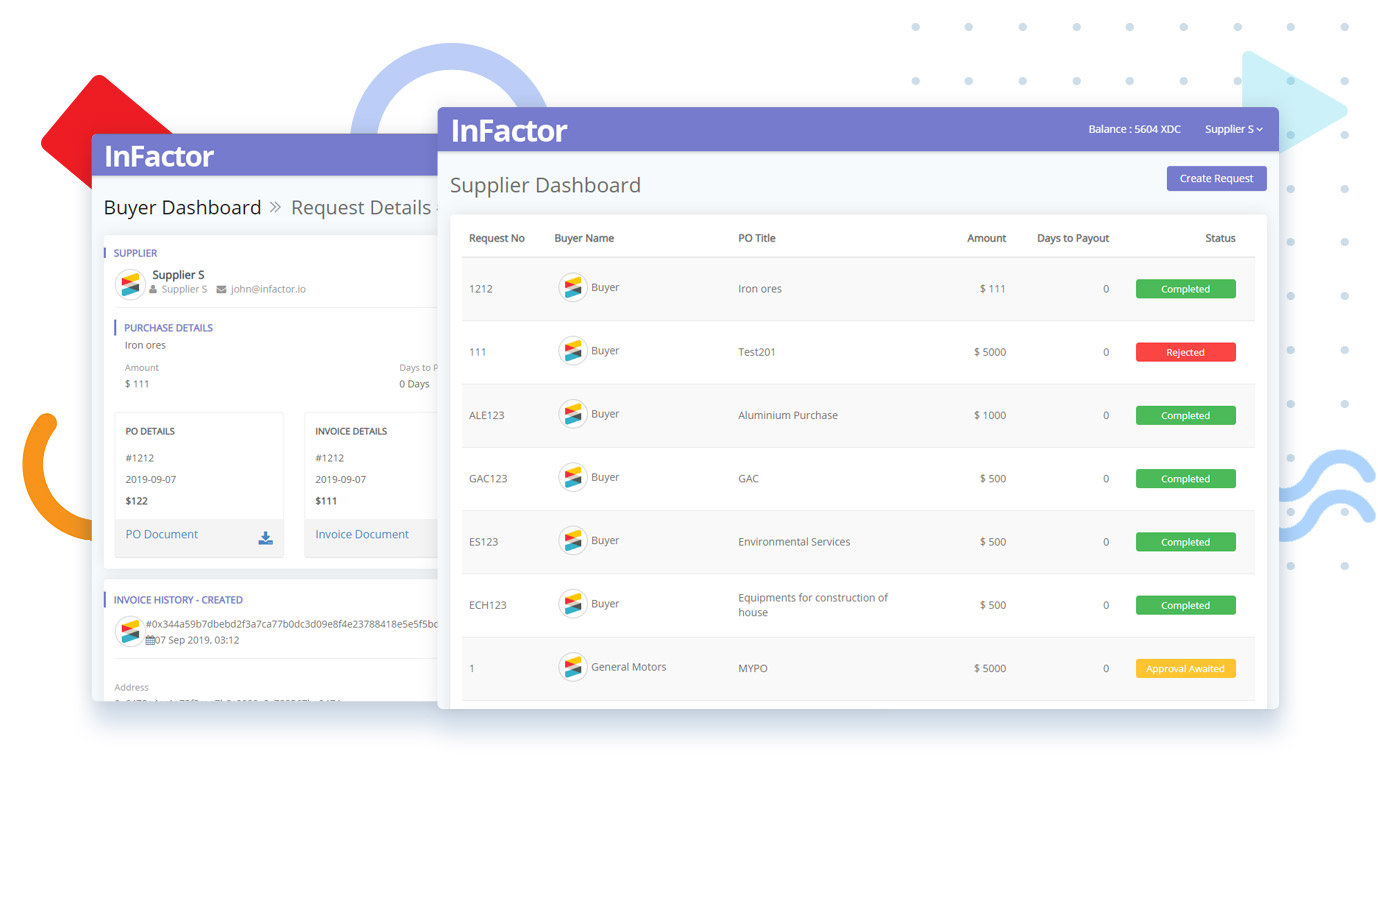 InFactor
Buyer Dashboard » Request Details -
SUPPLIER
Supplier S
Supplier S john@infactor.io
PURCHASE DETAILS
Iron ores
Amount Days to P
$ 111 0 Days
PO DETAILS
#1212
2019-09-07
$122
PO Document
INVOICE DETAILS
#1212
2019-09-07
$111
Invoice Document
INVOICE HISTORY - CREATED
#0x344a59b7dbebd2f3a7ca77b0dc3d09e8f4e23788418e5e5f5bd
07 Sep 2019, 03:12
Address
InFactor
Balance : 5604 XDC Supplier S
Supplier Dashboard
Create Request
Request No Buyer Name PO Title Amount Days to Payout Status
1212 Buyer Iron ores $ 111 0 Completed
111 Buyer Test201 $ 5000 0 Rejected
ALE123 Buyer Aluminium Purchase $ 1000 0 Completed
GAC123 Buyer GAC $ 500 0 Completed
ES123 Buyer Environmental Services $ 500 0 Completed
ECH123 Buyer Equipments for construction of $ 500 0 Completed
house
1 General Motors MYPO $ 5000 0 Approval Awaited